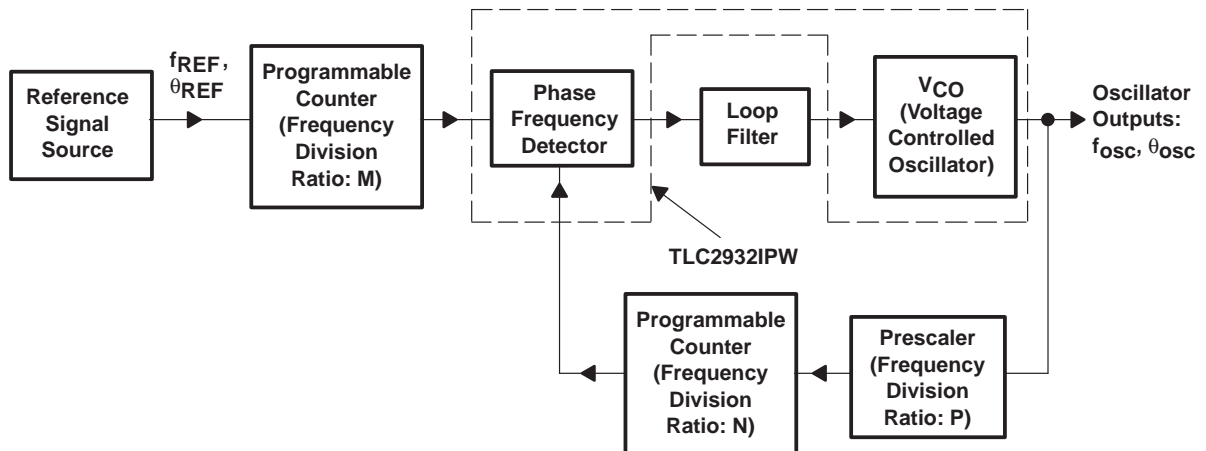 Reference
Signal
Source
fREF,
θREF
Programmable
Counter
(Frequency
Division
Ratio: M)
Phase
Frequency
Detector
Loop
Filter
VCO
(Voltage
Controlled
Oscillator)
Oscillator
Outputs:
fosc, θosc
TLC2932IPW
Programmable
Counter
(Frequency
Division
Ratio: N)
Prescaler
(Frequency
Division
Ratio: P)